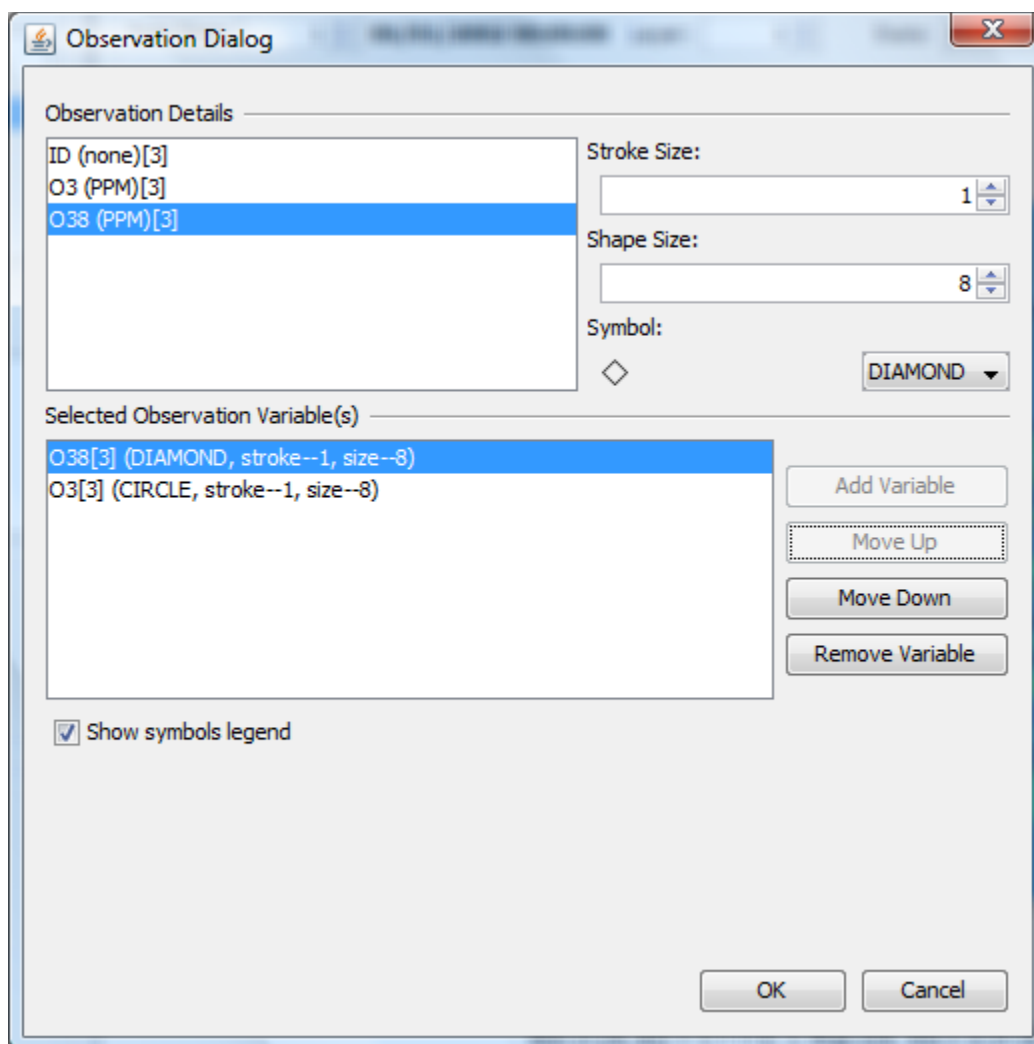 Observation Dialog
Observation Details
ID (none)[3]
O3 (PPM)[3]
O38 (PPM)[3]
Stroke Size:
1
Shape Size:
8
Symbol:
DIAMOND
Selected Observation Variable(s)
O38[3] (DIAMOND, stroke--1, size--8)
O3[3] (CIRCLE, stroke--1, size--8)
Add Variable
Move Up
Move Down
Remove Variable
Show symbols legend
OK
Cancel